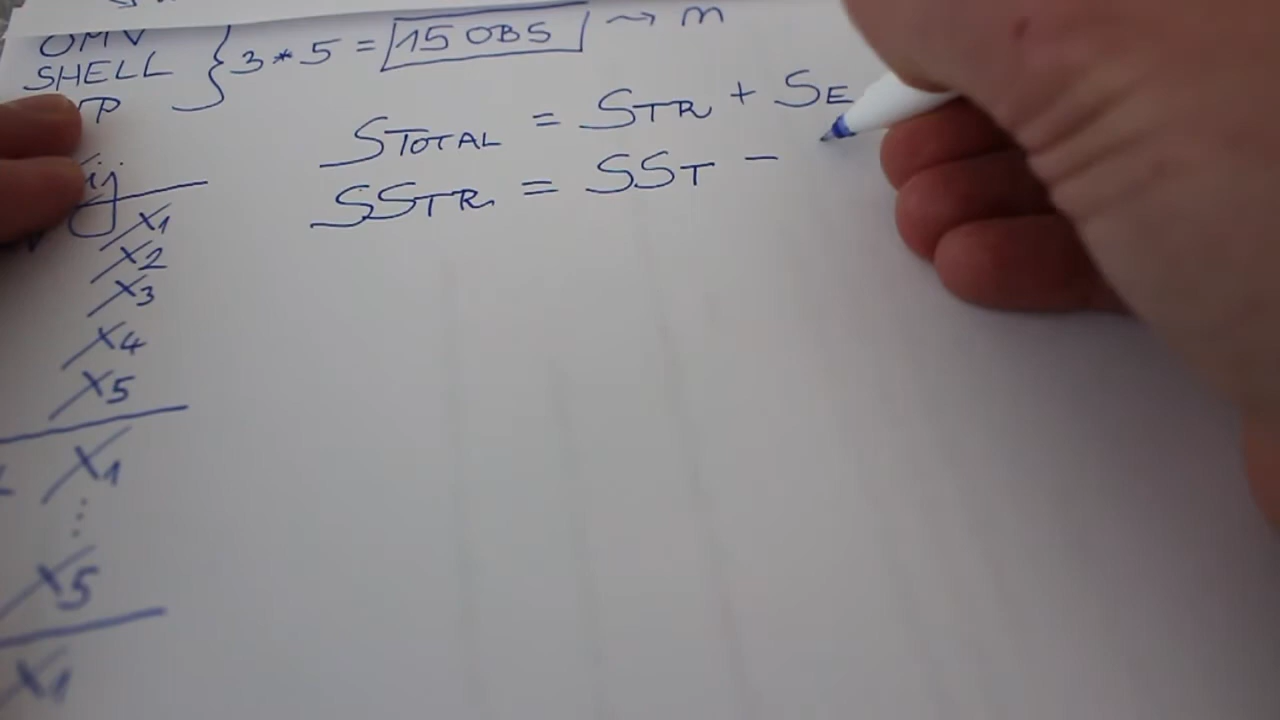 OMV
SHELL } 3 * 5 = 15 OBS → m
STOTAL = STR + SE
SSTR = SST -
ij
X1
X2
X3
X4
X5
X1
⋮
X5
X1